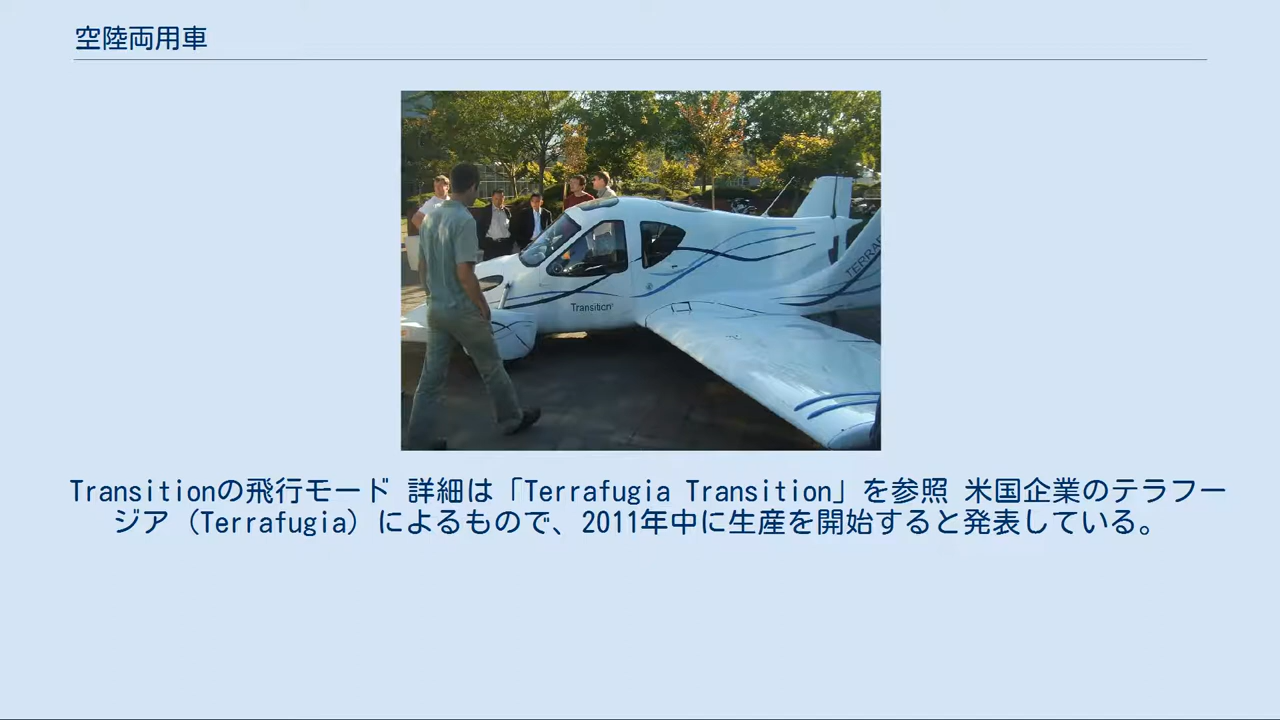 空陸両用車
Transition
TERRAF
Transitionの飛行モード 詳細は「Terrafugia Transition」を参照 米国企業のテラフー
ジア（Terrafugia）によるもので、2011年中に生産を開始すると発表している。